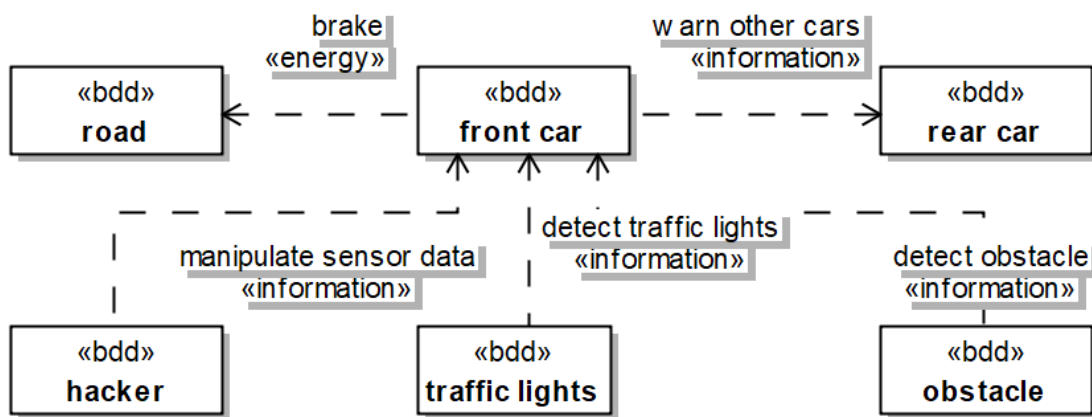 brake
«energy»
warn other cars
«information»
«bdd»
road
«bdd»
front car
«bdd»
rear car
manipulate sensor data
«information»
detect traffic lights
«information»
detect obstacle
«information»
«bdd»
hacker
«bdd»
traffic lights
«bdd»
obstacle